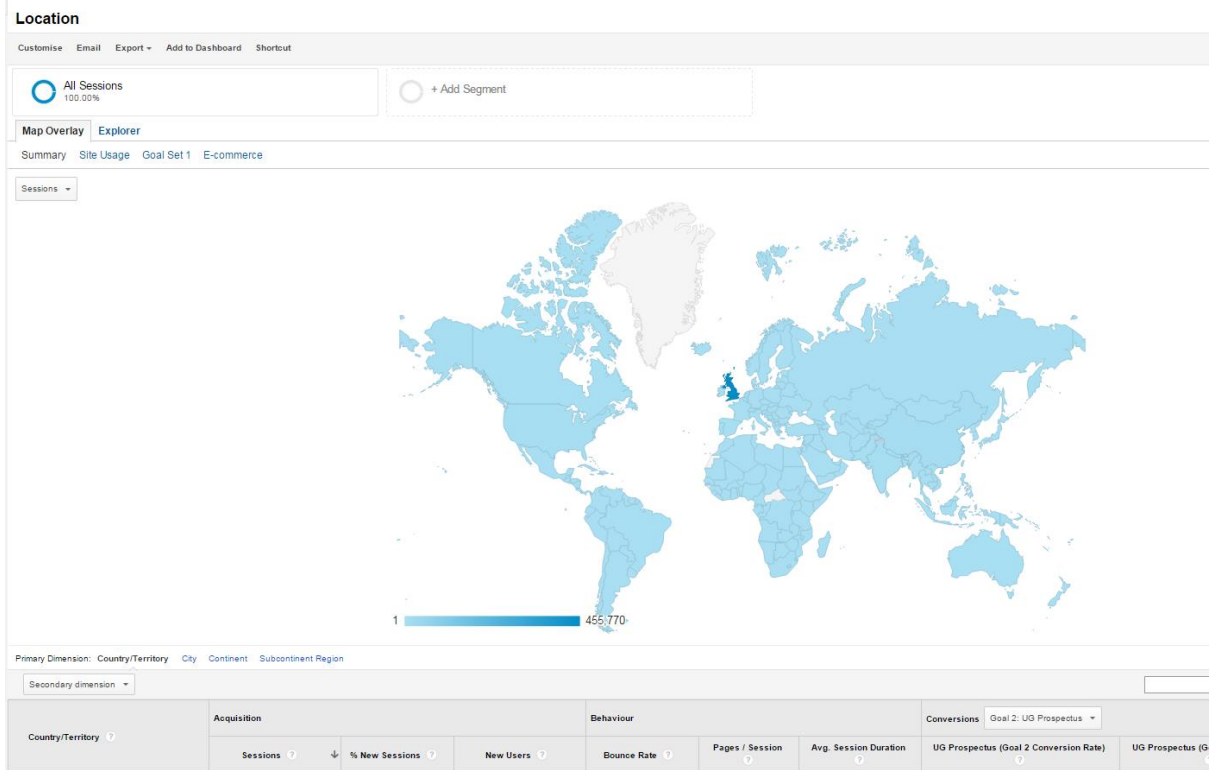 Location
Customise Email Export Add to Dashboard Shortcut
All Sessions
100.00%
+ Add Segment
Map Overlay Explorer
Summary Site Usage Goal Set 1 E-commerce
Sessions
1 455,770
Primary Dimension: Country/Territory City Continent Subcontinent Region
Secondary dimension
Acquisition Behaviour Conversions Goal 2: UG Prospectus
Country/Territory ?
Sessions ? % New Sessions ? New Users ? Bounce Rate ? Pages / Session ? Avg. Session Duration ? UG Prospectus (Goal 2 Conversion Rate) ? UG Prospectus (G